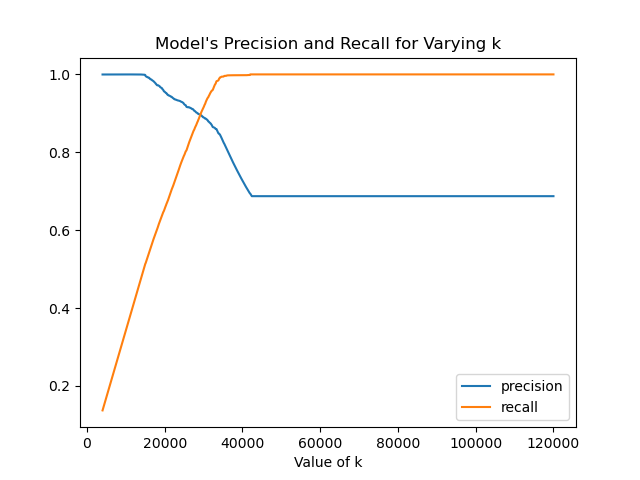 Model's Precision and Recall for Varying k
1.0
0.8
0.6
0.4
0.2
precision
recall
0 20000 40000 60000 80000 100000 120000
Value of k